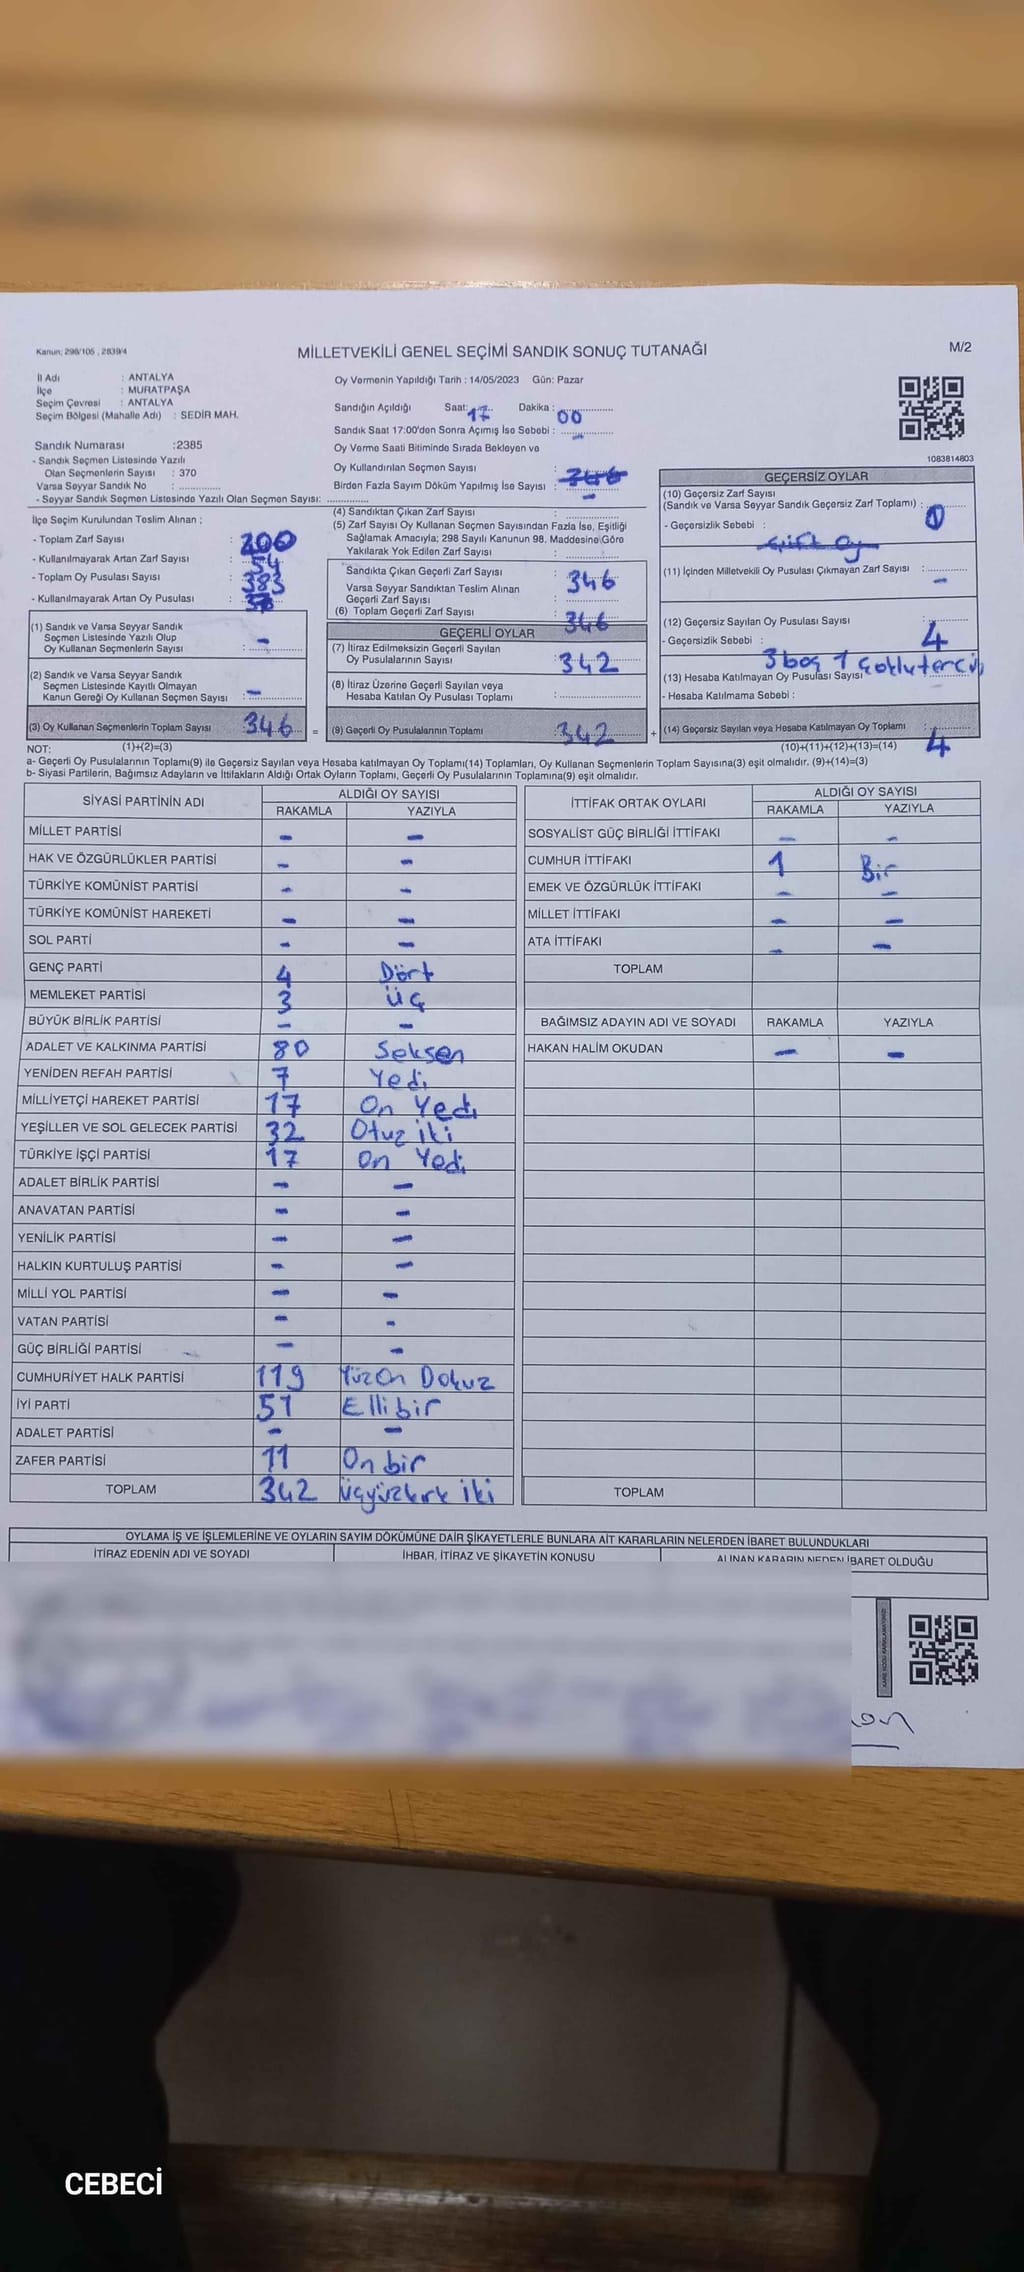 Kanun: 298/105 , 2839/4
MİLLETVEKİLİ GENEL SEÇİMİ SANDIK SONUÇ TUTANAĞI
M/2
İl Adı : ANTALYA
İlçe : MURATPAŞA
Seçim Çevresi : ANTALYA
Seçim Bölgesi (Mahalle Adı) : SEDİR MAH.
Sandık Numarası :2385
- Sandık Seçmen Listesinde Yazılı
Olan Seçmenlerin Sayısı : 370
Varsa Seyyar Sandık No :
- Seyyar Sandık Seçmen Listesinde Yazılı Olan Seçmen Sayısı:
Oy Vermenin Yapıldığı Tarih : 14/05/2023 Gün: Pazar
Sandığın Açıldığı Saat: 17 Dakika : 00
Sandık Saat 17:00'den Sonra Açımış İse Sebebi : -
Oy Verme Saati Bitiminde Sırada Bekleyen ve
Oy Kullandırılan Seçmen Sayısı :
Birden Fazla Sayım Döküm Yapılmış İse Sayısı : -
1083814803
İlçe Seçim Kurulundan Teslim Alınan ;
- Toplam Zarf Sayısı :
- Kullanılmayarak Artan Zarf Sayısı : 54
- Toplam Oy Pusulası Sayısı : 383
- Kullanılmayarak Artan Oy Pusulası :
(1) Sandık ve Varsa Seyyar Sandık
Seçmen Listesinde Yazılı Olup
Oy Kullanan Seçmenlerin Sayısı : -
(2) Sandık ve Varsa Seyyar Sandık
Seçmen Listesinde Kayıtlı Olmayan
Kanun Gereği Oy Kullanan Seçmen Sayısı : -
(3) Oy Kullanan Seçmenlerin Toplam Sayısı 346 =
(4) Sandıktan Çıkan Zarf Sayısı :
(5) Zarf Sayısı Oy Kullanan Seçmen Sayısından Fazla İse, Eşitliği
Sağlamak Amacıyla; 298 Sayılı Kanunun 98. Maddesine Göre
Yakılarak Yok Edilen Zarf Sayısı :
Sandıkta Çıkan Geçerli Zarf Sayısı : 346
Varsa Seyyar Sandıktan Teslim Alınan
Geçerli Zarf Sayısı :
(6) Toplam Geçerli Zarf Sayısı : 346
GEÇERLİ OYLAR
(7) İtiraz Edilmeksizin Geçerli Sayılan
Oy Pusulalarının Sayısı : 342
(8) İtiraz Üzerine Geçerli Sayılan veya
Hesaba Katılan Oy Pusulası Toplamı :
(9) Geçerli Oy Pusulalarının Toplamı : 342 +
GEÇERSİZ OYLAR
(10) Geçersiz Zarf Sayısı
(Sandık ve Varsa Seyyar Sandık Geçersiz Zarf Toplamı) :
- Geçersizlik Sebebi :
(11) İçinden Milletvekili Oy Pusulası Çıkmayan Zarf Sayısı : -
(12) Geçersiz Sayılan Oy Pusulası Sayısı : 4
- Geçersizlik Sebebi :
3 boş 1 çoklu tercih
(13) Hesaba Katılmayan Oy Pusulası Sayısı
- Hesaba Katılmama Sebebi :
(14) Geçersiz Sayılan veya Hesaba Katılmayan Oy Toplamı : 4
NOT: (1)+(2)=(3) (10)+(11)+(12)+(13)=(14)
a- Geçerli Oy Pusulalarının Toplamı(9) ile Geçersiz Sayılan veya Hesaba katılmayan Oy Toplamı(14) Toplamları, Oy Kullanan Seçmenlerin Toplam Sayısına(3) eşit olmalıdır. (9)+(14)=(3)
b- Siyasi Partilerin, Bağımsız Adayların ve İttifakların Aldığı Ortak Oyların Toplamı, Geçerli Oy Pusulalarının Toplamına(9) eşit olmalıdır.
SİYASİ PARTİNİN ADI ALDIĞI OY SAYISI
RAKAMLA YAZIYLA
MİLLET PARTİSİ - -
HAK VE ÖZGÜRLÜKLER PARTİSİ - -
TÜRKİYE KOMÜNİST PARTİSİ - -
TÜRKİYE KOMÜNİST HAREKETİ - -
SOL PARTİ - -
GENÇ PARTİ 4 Dört
MEMLEKET PARTİSİ 3 Üç
BÜYÜK BİRLİK PARTİSİ - -
ADALET VE KALKINMA PARTİSİ 80 Seksen
YENİDEN REFAH PARTİSİ 7 Yedi
MİLLİYETÇİ HAREKET PARTİSİ 17 On Yedi
YEŞİLLER VE SOL GELECEK PARTİSİ 32 Otuz iki
TÜRKİYE İŞÇİ PARTİSİ 17 On Yedi
ADALET BİRLİK PARTİSİ - -
ANAVATAN PARTİSİ - -
YENİLİK PARTİSİ - -
HALKIN KURTULUŞ PARTİSİ - -
MİLLİ YOL PARTİSİ - -
VATAN PARTİSİ - -
GÜÇ BİRLİĞİ PARTİSİ - -
CUMHURİYET HALK PARTİSİ 119 Yüzon Dokuz
İYİ PARTİ 51 Elli bir
ADALET PARTİSİ - -
ZAFER PARTİSİ 11 On bir
TOPLAM 342 üçyüzkırk iki
İTTİFAK ORTAK OYLARI ALDIĞI OY SAYISI
RAKAMLA YAZIYLA
SOSYALİST GÜÇ BİRLİĞİ İTTİFAKI - -
CUMHUR İTTİFAKI 1 Bir
EMEK VE ÖZGÜRLÜK İTTİFAKI - -
MİLLET İTTİFAKI - -
ATA İTTİFAKI - -
TOPLAM
BAĞIMSIZ ADAYIN ADI VE SOYADI RAKAMLA YAZIYLA
HAKAN HALİM OKUDAN - -
TOPLAM
OYLAMA İŞ VE İŞLEMLERİNE VE OYLARIN SAYIM DÖKÜMÜNE DAİR ŞİKAYETLERLE BUNLARA AİT KARARLARIN NELERDEN İBARET BULUNDUKLARI
İTİRAZ EDENİN ADI VE SOYADI İHBAR, İTİRAZ VE ŞİKAYETİN KONUSU ALINAN KARARIN NEDEN İBARET OLDUĞU
CEBECİ